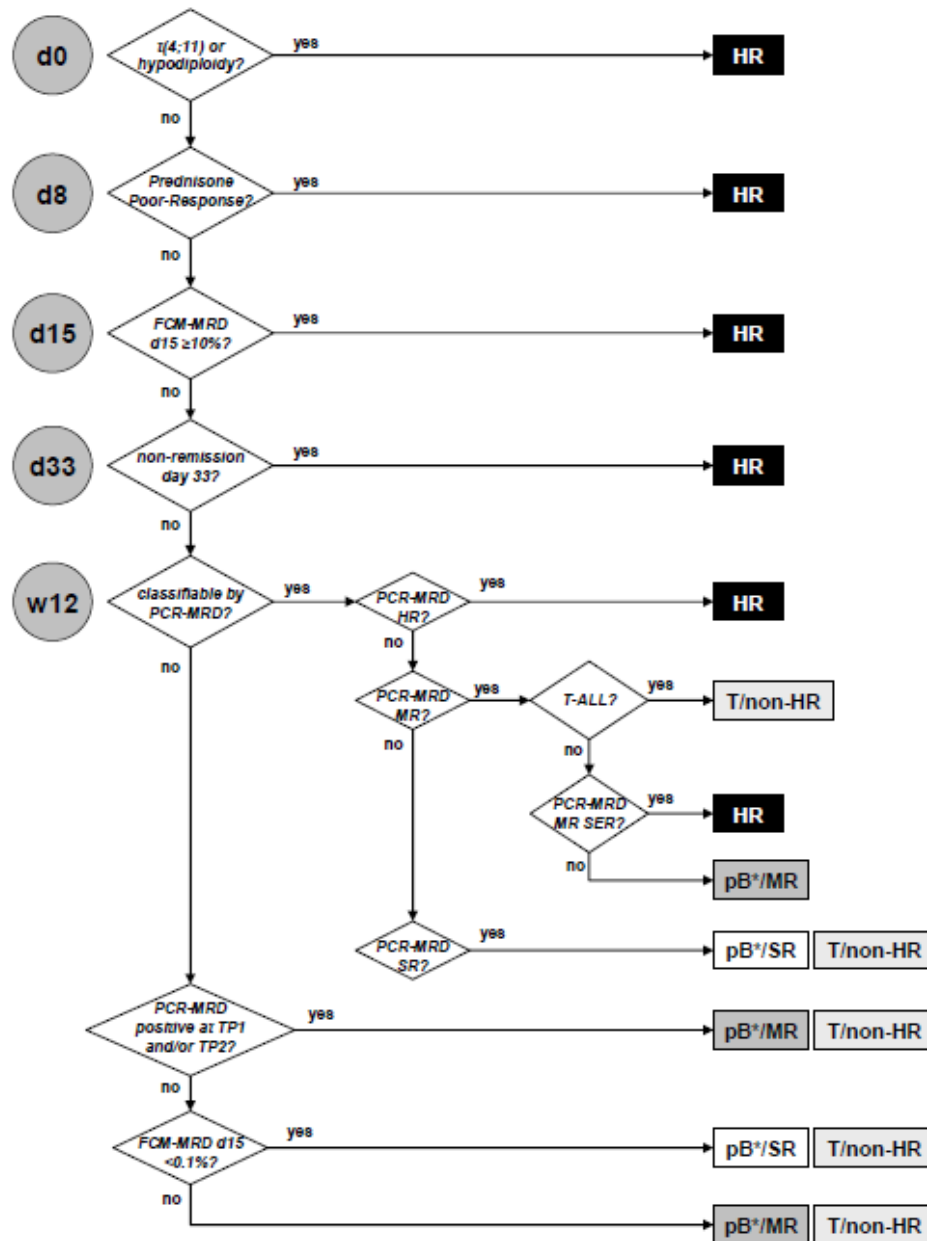 d0
t(4;11) or
hypodiploidy?
yes
HR
no
d8
Prednisone
Poor-Response?
yes
HR
no
d15
FCM-MRD
d15 ≥10%?
yes
HR
no
d33
non-remission
day 33?
yes
HR
no
w12
classifiable by
PCR-MRD?
yes
PCR-MRD
HR?
yes
HR
no
no
PCR-MRD
MR?
yes
T-ALL?
yes
T/non-HR
no
no
PCR-MRD
MR SER?
yes
HR
no
pB*/MR
PCR-MRD
SR?
yes
pB*/SR T/non-HR
PCR-MRD
positive at TP1
and/or TP2?
yes
pB*/MR T/non-HR
no
FCM-MRD d15
<0.1%?
yes
pB*/SR T/non-HR
no
pB*/MR T/non-HR